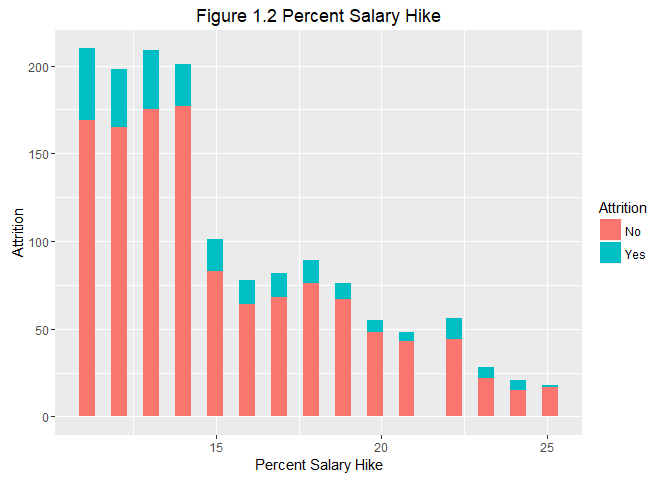 Figure 1.2 Percent Salary Hike
200
150
100
50
0
Attrition
15
20
25
Percent Salary Hike
Attrition
No
Yes